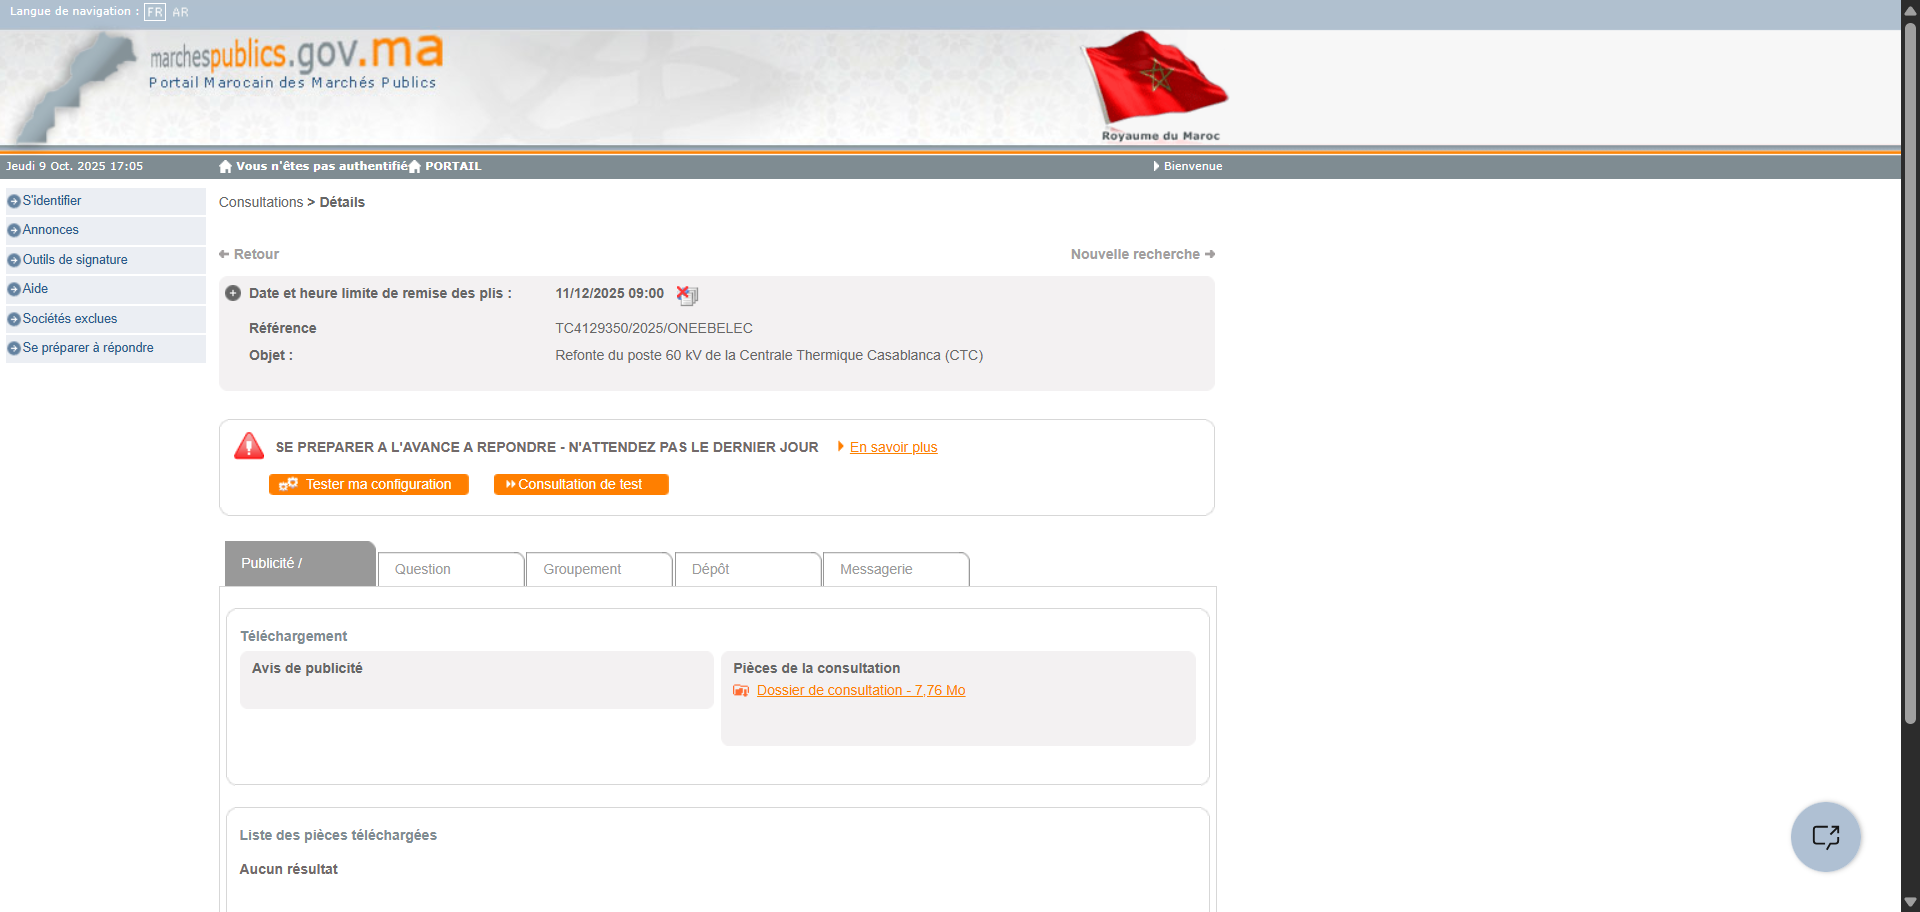 Langue de navigation : FR AR
marchespublics.gov.ma
Portail Marocain des Marchés Publics
Royaume du Maroc
Jeudi 9 Oct. 2025 17:05
Vous n'êtes pas authentifié PORTAIL
Bienvenue
S'identifier
Annonces
Outils de signature
Aide
Sociétés exclues
Se préparer à répondre
Consultations > Détails
Retour
Nouvelle recherche
Date et heure limite de remise des plis : 11/12/2025 09:00
Référence TC4129350/2025/ONEEBELEC
Objet : Refonte du poste 60 kV de la Centrale Thermique Casablanca (CTC)
SE PREPARER A L'AVANCE A REPONDRE - N'ATTENDEZ PAS LE DERNIER JOUR En savoir plus
Tester ma configuration Consultation de test
Publicité / Question Groupement Dépôt Messagerie
Téléchargement
Avis de publicité
Pièces de la consultation
Dossier de consultation - 7,76 Mo
Liste des pièces téléchargées
Aucun résultat